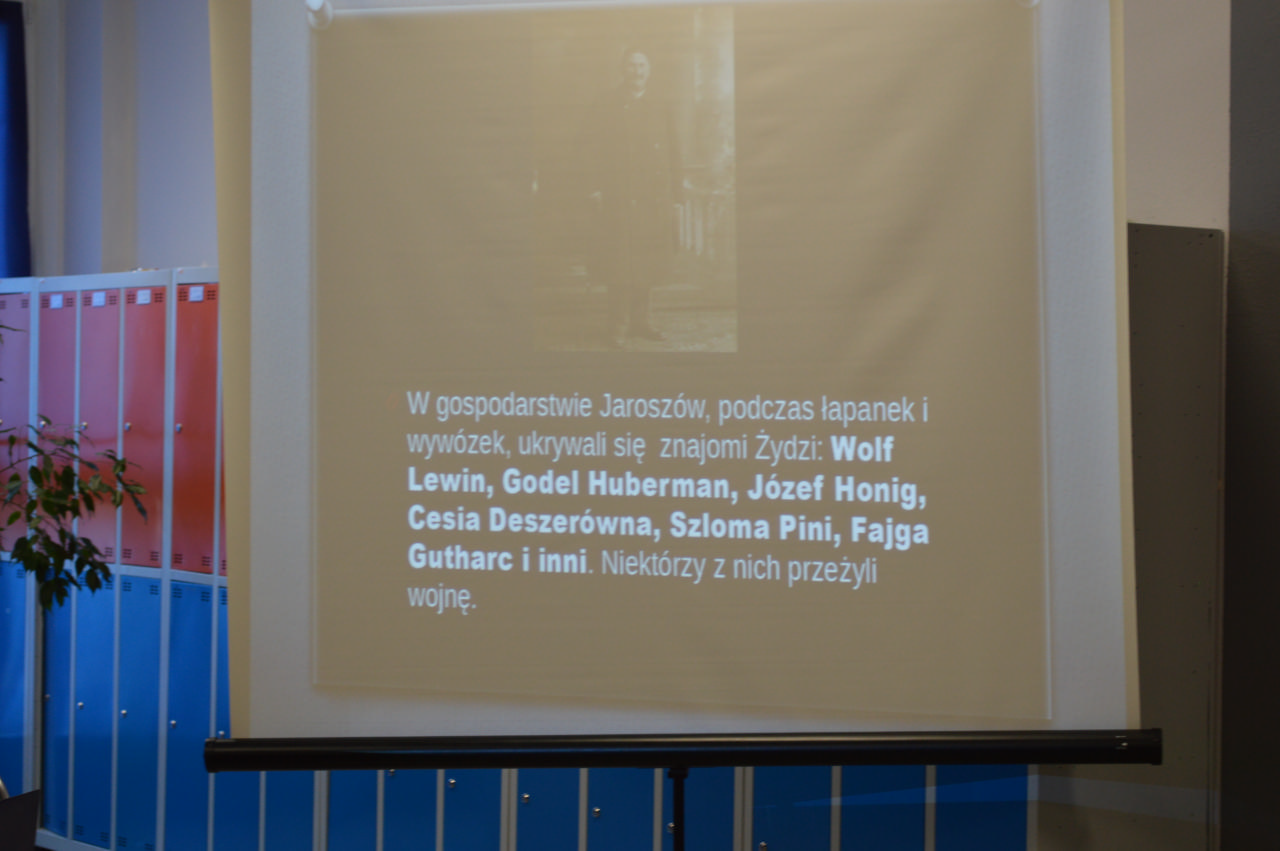 W gospodarstwie Jaroszów, podczas łapanek i
wywózek, ukrywali się znajomi Żydzi: Wolf
Lewin, Godel Huberman, Józef Honig,
Cesia Deszerówna, Szloma Pini, Fajga
Gutharc i inni. Niektórzy z nich przeżyli
wojnę.